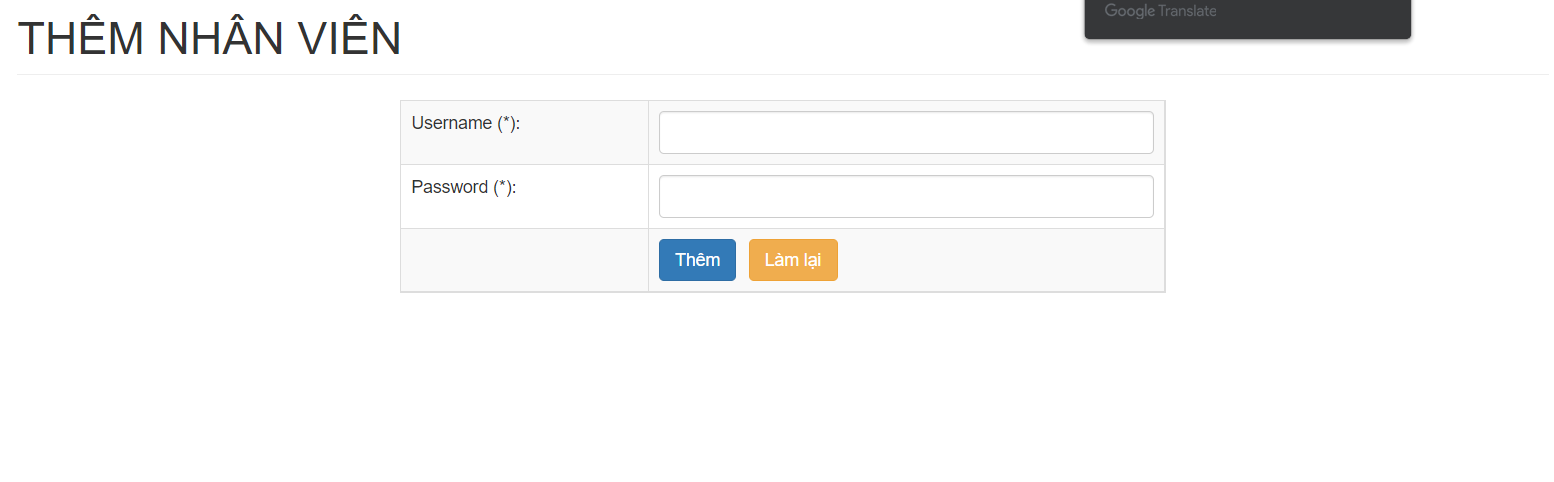 Google Translate
THÊM NHÂN VIÊN
Username (*):
Password (*):
Thêm Làm lại